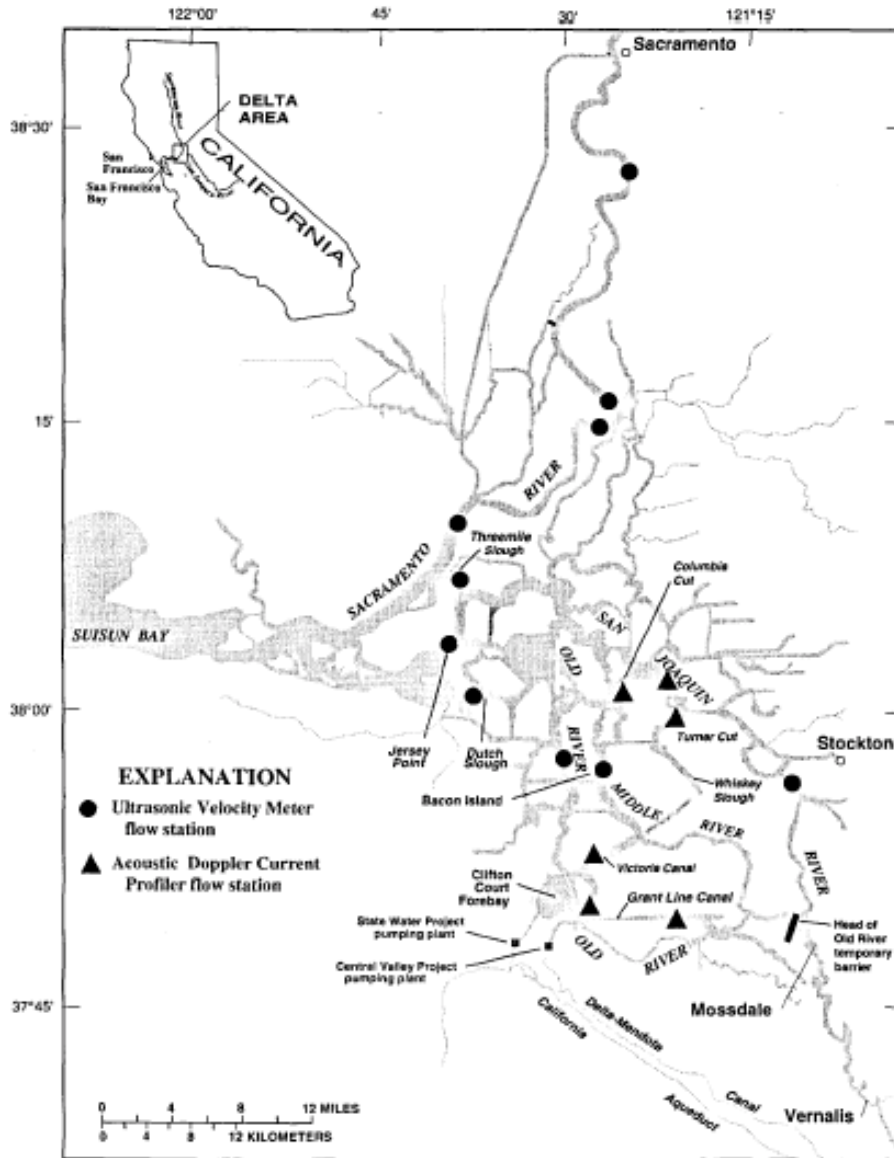 122°00'
45
30
121°15'
Sacramento
38°30'
DELTA
AREA
CALIFORNIA
San
Francisco
San Francisco
Bay
15'
RIVER
Threemile
Slough
SACRAMENTO
Columbia
Cut
SUISUN BAY
SAN
OLD
JOAQUIN
38°00'
Jersey
Point
Dutch
Slough
Turner Cut
Stockton
RIVER
Whiskey
Slough
Bacon Island
MIDDLE
RIVER
EXPLANATION
Ultrasonic Velocity Meter
flow station
Acoustic Doppler Current
Profiler flow station
Victoria Canal
Clifton
Court
Forebay
RIVER
Grant Line Canal
State Water Project
pumping plant
Head of
Old River
temporary
barrier
OLD
RIVER
Central Valley Project
pumping plant
37°45'
Mossdale
Delta-Mendota
Canal
California
Aqueduct
Vernalis
0 4 8 12 MILES
0 4 8 12 KILOMETERS